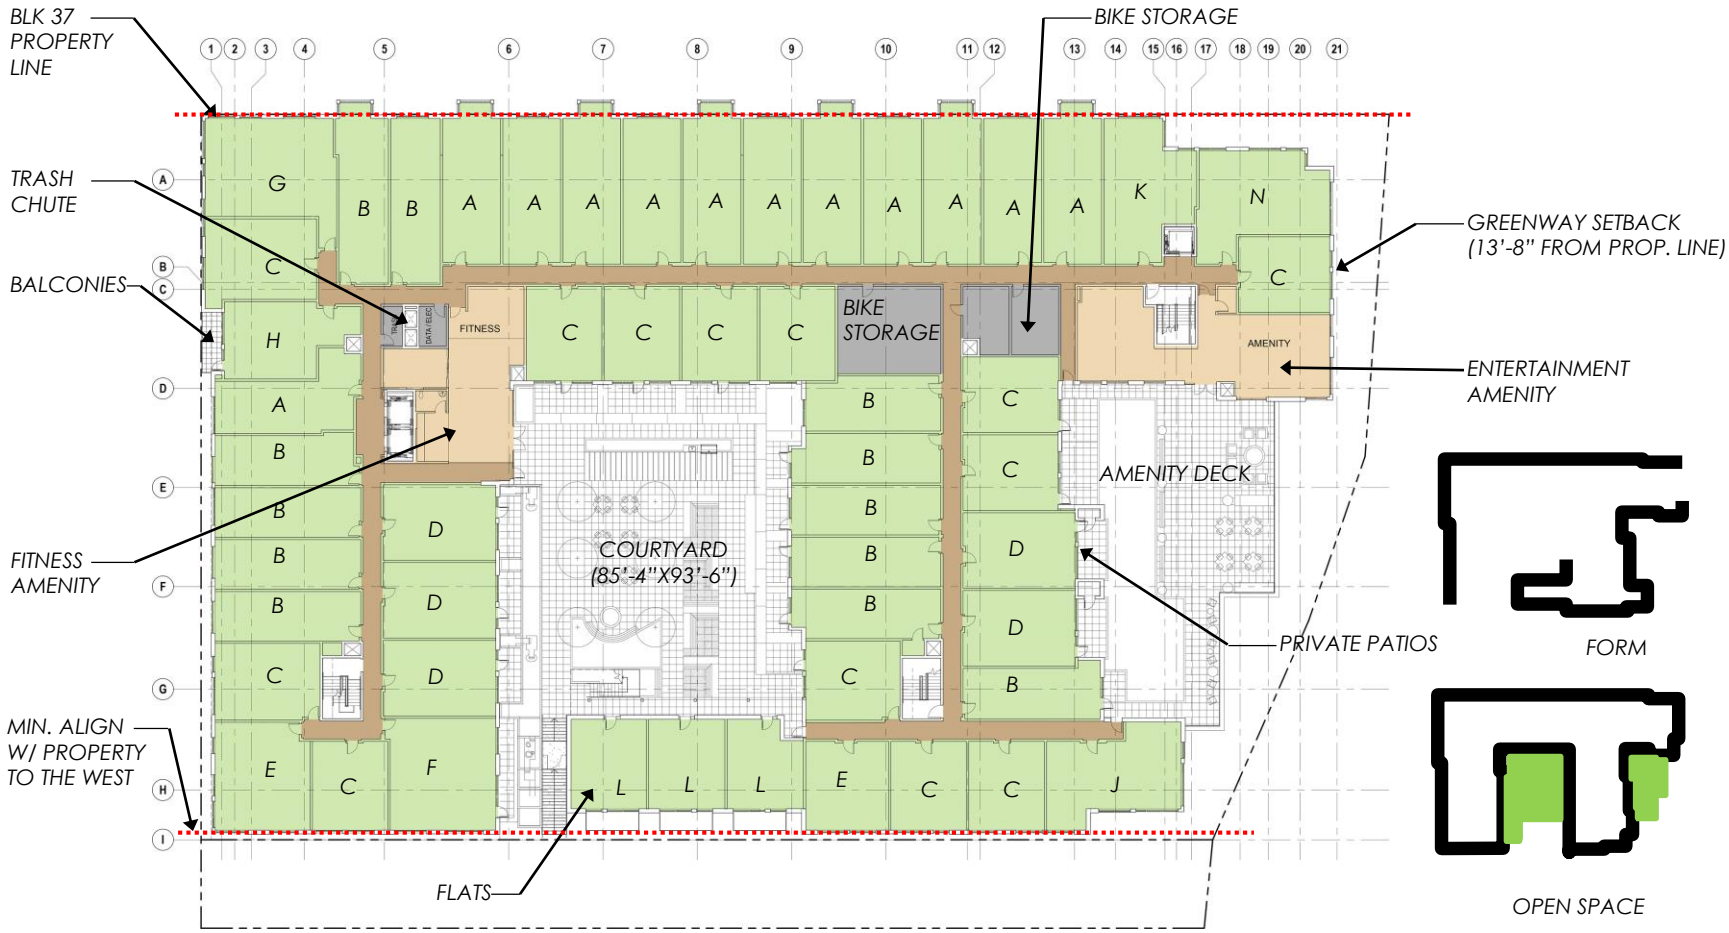 BLK 37
PROPERTY
LINE
BIKE STORAGE
1 2 3 4 5 6 7 8 9 10 11 12 13 14 15 16 17 18 19 20 21
TRASH
CHUTE
A
G
B
B
A
A
A
A
A
A
A
A
A
A
A
K
N
GREENWAY SETBACK
(13'-8" FROM PROP. LINE)
B
C
C
C
BALCONIES
H
TRASH
DATA / ELEC
FITNESS
C
C
C
C
BIKE
STORAGE
AMENITY
ENTERTAINMENT
AMENITY
D
A
B
C
B
B
C
AMENITY DECK
E
B
D
B
D
FITNESS
AMENITY
B
COURTYARD
(85'-4"X93'-6")
B
F
B
D
B
D
PRIVATE PATIOS
FORM
G
C
D
C
B
MIN. ALIGN
W/ PROPERTY
TO THE WEST
H
E
C
F
L
L
L
E
C
C
J
I
FLATS
OPEN SPACE